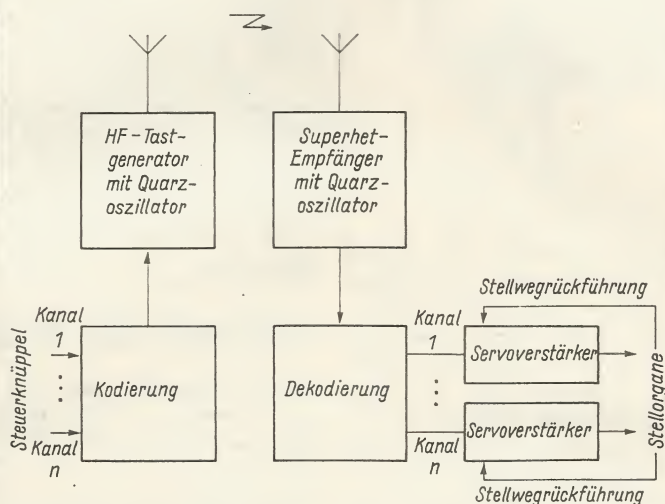 HF-Tast-
generator
mit Quarz-
oszillator
Superhet-
Empfänger
mit Quarz-
oszillator
Steuerknüppel
Kanal
1
Kanal
n
Kodierung
Dekodierung
Kanal
1
Kanal
n
Stellwegrückführung
Servoverstärker
Servoverstärker
Stellorgane
Stellwegrückführung